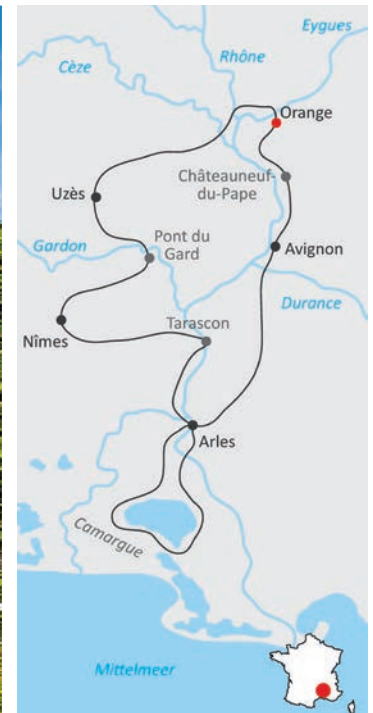 Eygues
Rhône
Cèze
Orange
Châteauneuf-
du-Pape
Uzès
Pont du
Gard
Gardon
Avignon
Durance
Tarascon
Nîmes
Arles
Camargue
Mittelmeer